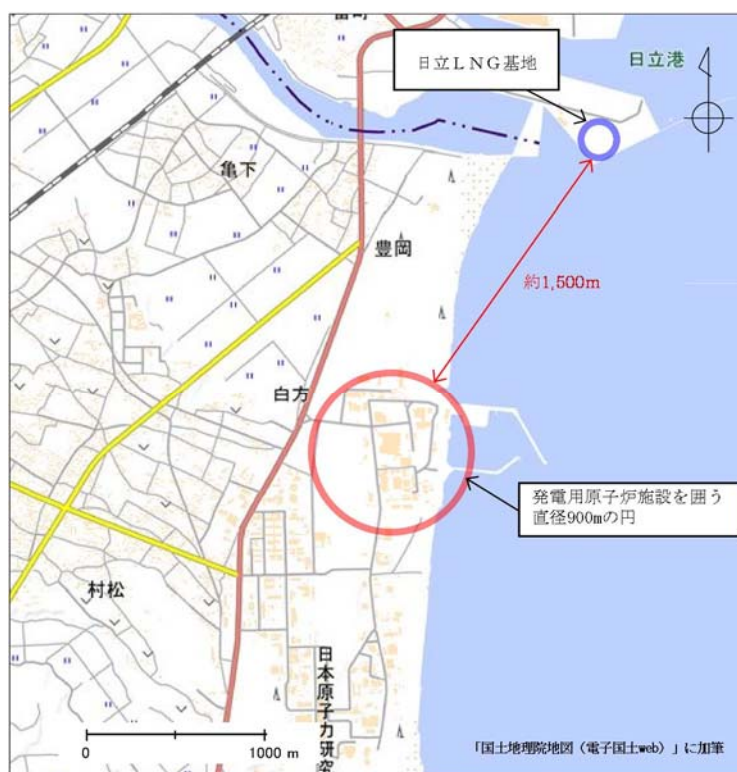 日立LNG基地
日立港
亀下
豊岡
約1,500m
白方
発電用原子炉施設を囲う
直径900mの円
村松
日本原子力研究
0 1000 m
「国土地理院地図（電子国土web）」に加筆